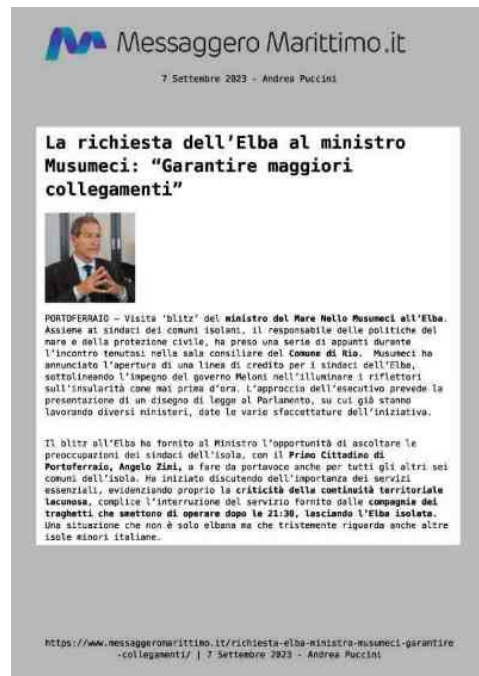 Messaggero Marittimo.it
7 Settembre 2023 - Andrea Puccini
La richiesta dell'Elba al ministro
Musumeci: "Garantire maggiori
collegamenti"
PORTOFERRAIO – Visita 'blitz' del ministro del Mare Nello Musumeci all'Elba.
Assieme ai sindaci dei comuni isolani, il responsabile delle politiche del
mare e della protezione civile, ha preso una serie di appunti durante
l'incontro tenutosi nella sala consiliare del Comune di Rio. Musumeci ha
annunciato l'apertura di una linea di credito per i sindaci dell'Elba,
sottolineando l'impegno del governo Meloni nell'illuminare i riflettori
sull'insularità come mai prima d'ora. L'approccio dell'esecutivo prevede la
presentazione di un disegno di legge al Parlamento, su cui già stanno
lavorando diversi ministeri, date le varie sfaccettature dell'iniziativa.
Il blitz all'Elba ha fornito al Ministro l'opportunità di ascoltare le
preoccupazioni dei sindaci dell'isola, con il Primo Cittadino di
Portoferraio, Angelo Zini, a fare da portavoce anche per tutti gli altri sei
comuni dell'isola. Ha iniziato discutendo dell'importanza dei servizi
essenziali, evidenziando proprio la criticità della continuità territoriale
lacunosa, complice l'interruzione del servizio fornito dalle compagnie dei
traghetti che smettono di operare dopo le 21:30, lasciando l'Elba isolata.
Una situazione che non è solo elbana ma che tristemente riguarda anche altre
isole minori italiane.
https://www.messaggeromarittimo.it/richiesta-elba-ministro-musumeci-garantire
-collegamenti/ | 7 Settembre 2023 - Andrea Puccini